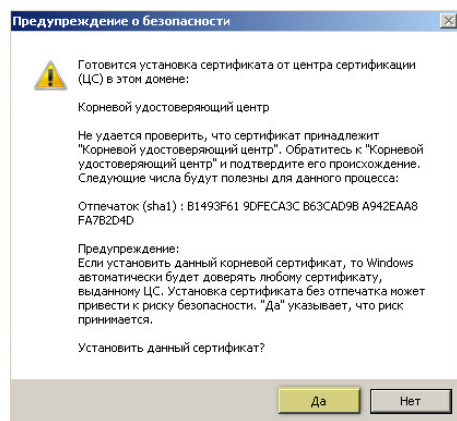 Предупреждение о безопасности
Готовится установка сертификата от центра сертификации
(ЦС) в этом домене:
Корневой удостоверяющий центр
Не удается проверить, что сертификат принадлежит
"Корневой удостоверяющий центр". Обратитесь к "Корневой
удостоверяющий центр" и подтвердите его происхождение.
Следующие числа будут полезны для данного процесса:
Отпечаток (sha1) : B1493F61 9DFECA3C B63CAD9B A942EAA8
FA7B2D4D
Предупреждение:
Если установить данный корневой сертификат, то Windows
автоматически будет доверять любому сертификату,
выданному ЦС. Установка сертификата без отпечатка может
привести к риску безопасности. "Да" указывает, что риск
принимается.
Установить данный сертификат?
Да
Нет